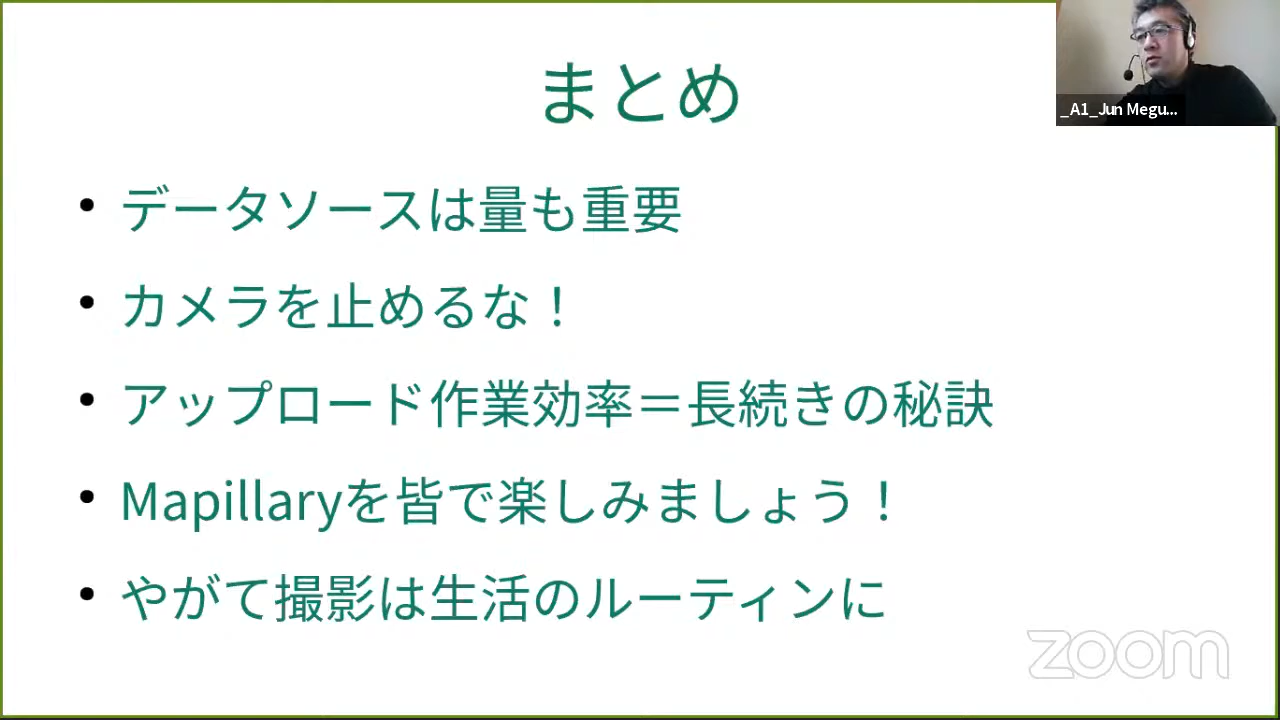 まとめ
_A1_Jun Megu...
• データソースは量も重要
• カメラを止めるな！
• アップロード作業効率＝長続きの秘訣
• Mapillaryを皆で楽しみましょう！
• やがて撮影は生活のルーティンに
zoom